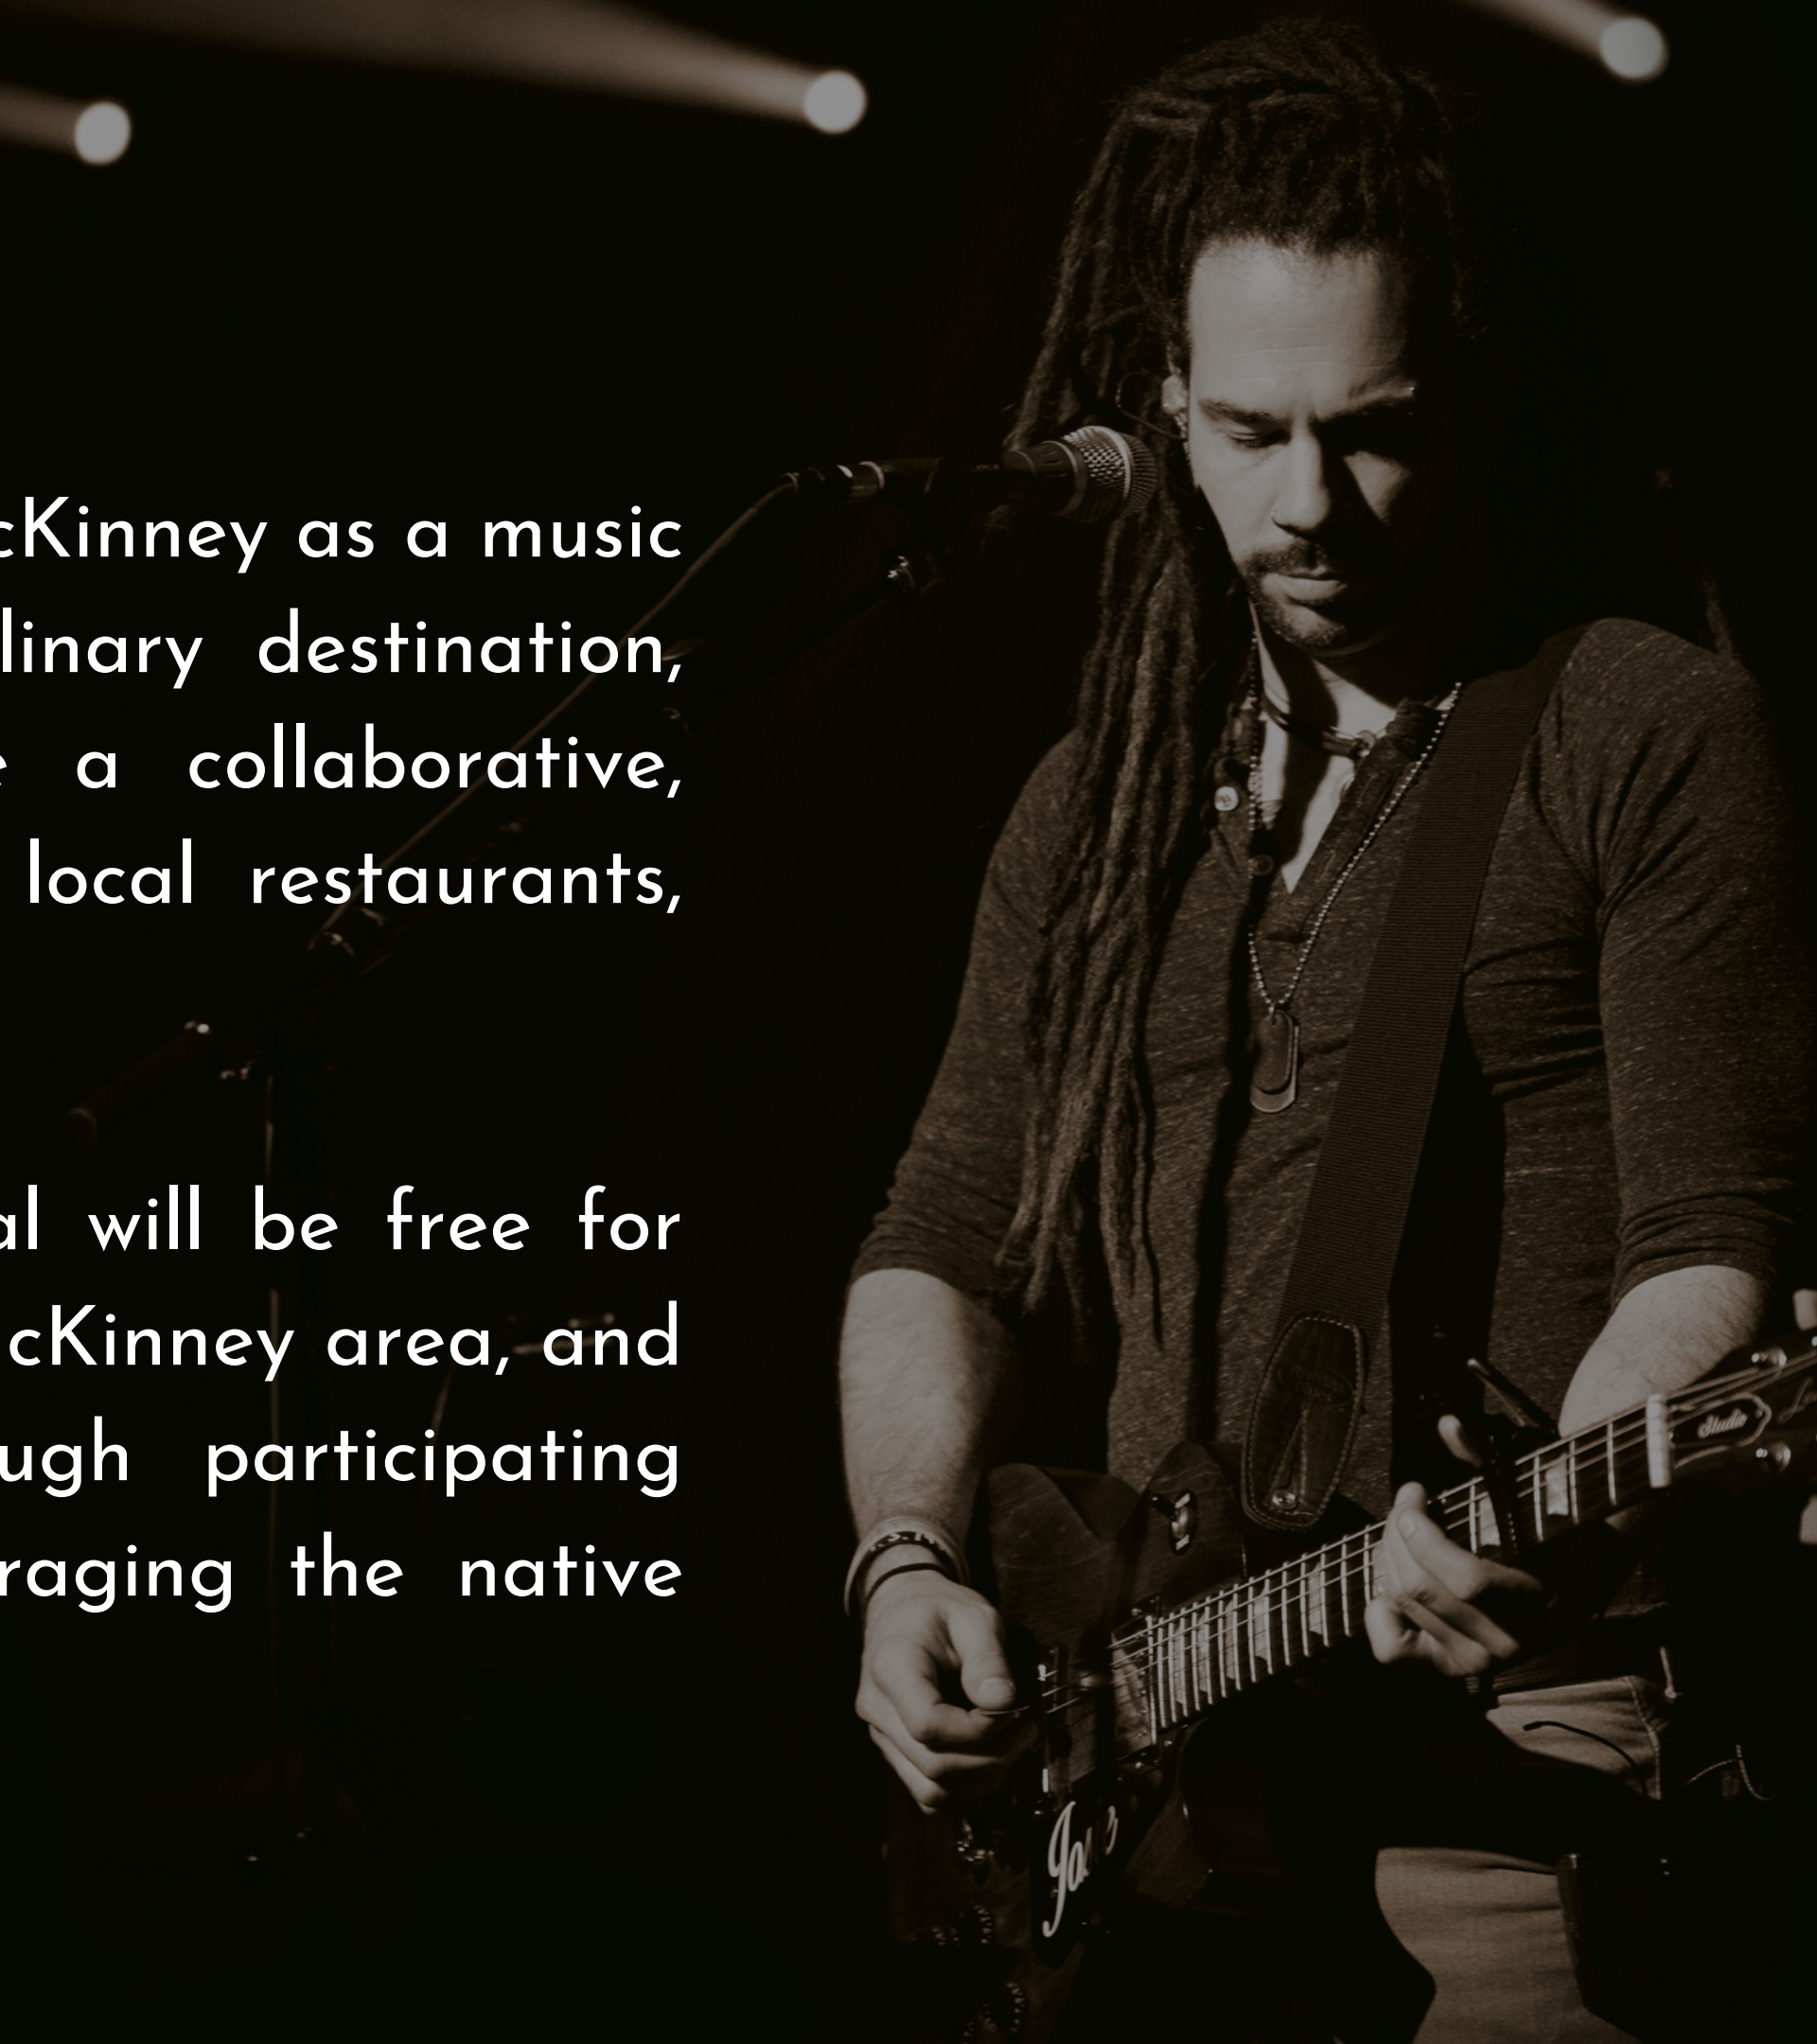 cKinney as a music
linary destination,
e a collaborative,
local restaurants,
al will be free for
cKinney area, and
ugh participating
raging the native
Studio